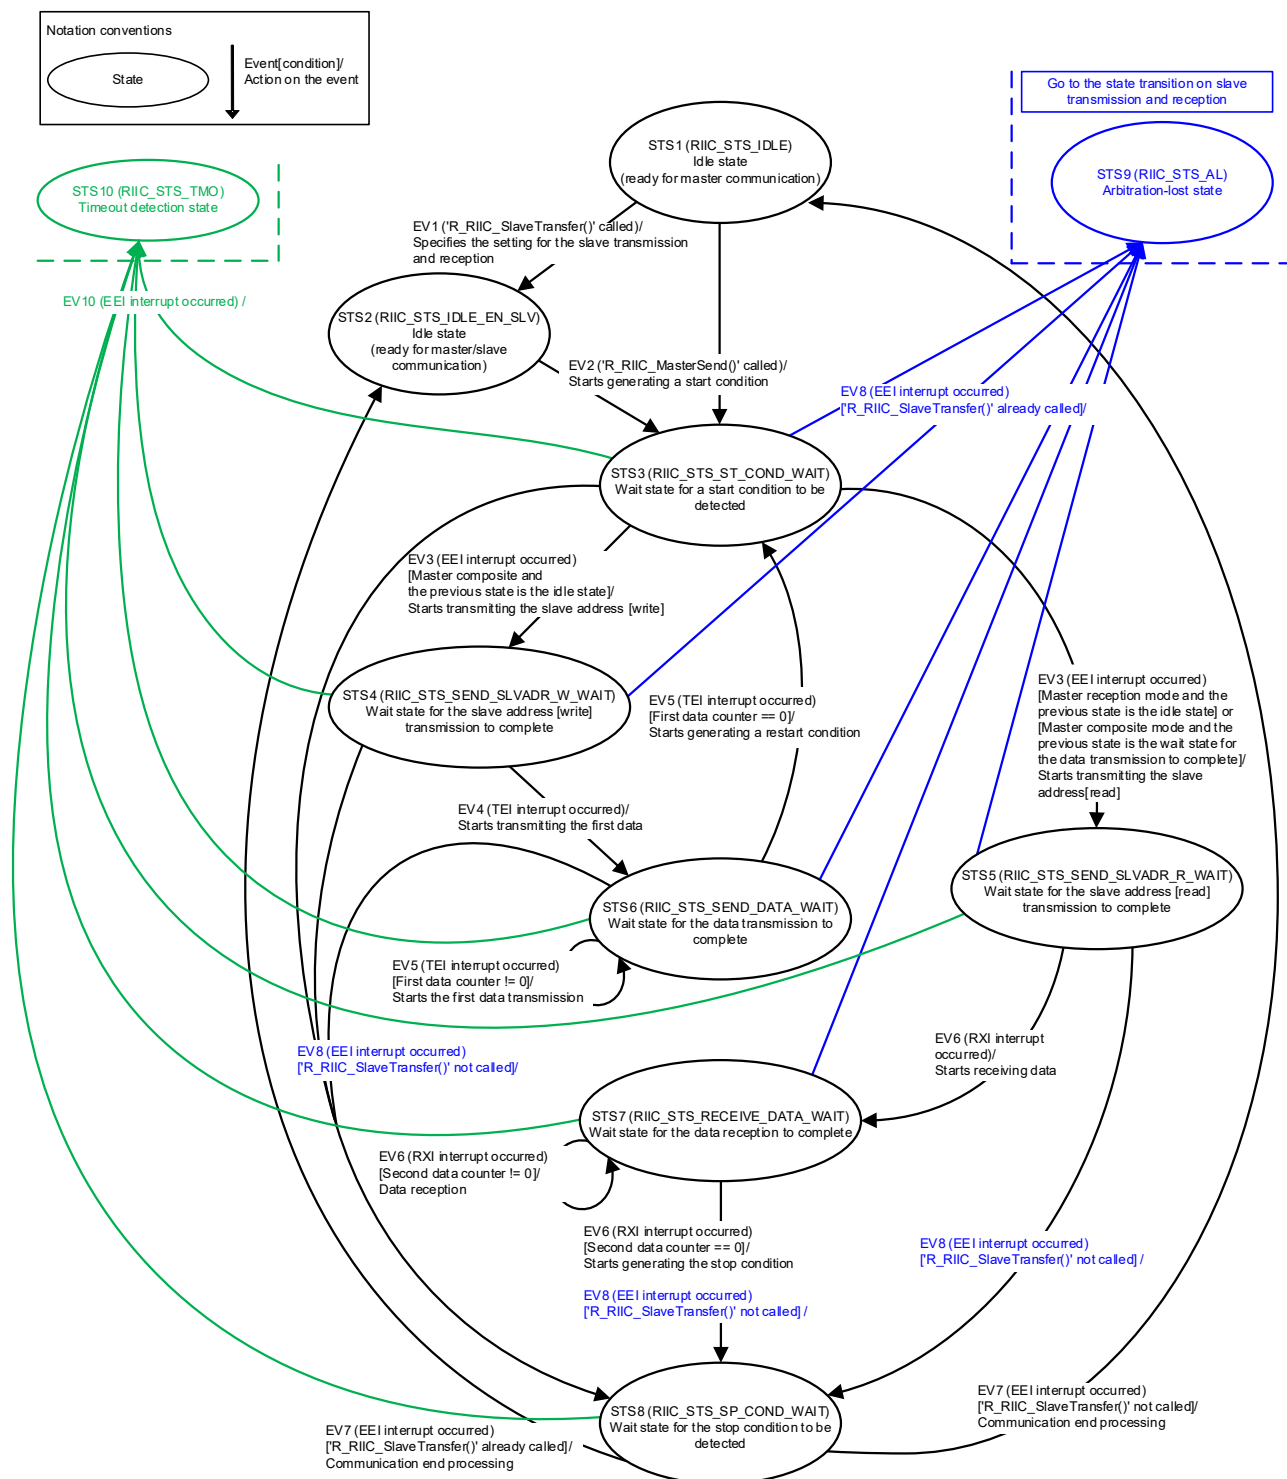 Notation conventions
State
Event[condition]/
Action on the event
Go to the state transition on slave
transmission and reception
STS1 (RIIC_STS_IDLE)
Idle state
(ready for master communication)
STS9 (RIIC_STS_AL)
Arbitration-lost state
STS10 (RIIC_STS_TMO)
Timeout detection state
EV1 ('R_RIIC_SlaveTransfer()' called)/
Specifies the setting for the slave transmission
and reception
EV10 (EEI interrupt occurred) /
STS2 (RIIC_STS_IDLE_EN_SLV)
Idle state
(ready for master/slave
communication)
EV2 ('R_RIIC_MasterSend()' called)/
Starts generating a start condition
EV8 (EEI interrupt occurred)
['R_RIIC_SlaveTransfer()' already called]/
STS3 (RIIC_STS_ST_COND_WAIT)
Wait state for a start condition to be
detected
EV3 (EEI interrupt occurred)
[Master composite and
the previous state is the idle state]/
Starts transmitting the slave address [write]
STS4 (RIIC_STS_SEND_SLVADR_W_WAIT)
Wait state for the slave address [write]
transmission to complete
EV5 (TEI interrupt occurred)
[First data counter == 0]/
Starts generating a restart condition
EV3 (EEI interrupt occurred)
[Master reception mode and the
previous state is the idle state] or
[Master composite mode and the
previous state is the wait state for
the data transmission to complete]/
Starts transmitting the slave
address[read]
EV4 (TEI interrupt occurred)/
Starts transmitting the first data
STS5 (RIIC_STS_SEND_SLVADR_R_WAIT)
Wait state for the slave address [read]
transmission to complete
STS6 (RIIC_STS_SEND_DATA_WAIT)
Wait state for the data transmission to
complete
EV5 (TEI interrupt occurred)
[First data counter != 0]/
Starts the first data transmission
EV8 (EEI interrupt occurred)
['R_RIIC_SlaveTransfer()' not called]/
EV6 (RXI interrupt
occurred)/
Starts receiving data
STS7 (RIIC_STS_RECEIVE_DATA_WAIT)
Wait state for the data reception to complete
EV6 (RXI interrupt occurred)
[Second data counter != 0]/
Data reception
EV6 (RXI interrupt occurred)
[Second data counter == 0]/
Starts generating the stop condition
EV8 (EEI interrupt occurred)
['R_RIIC_SlaveTransfer()' not called] /
EV8 (EEI interrupt occurred)
['R_RIIC_SlaveTransfer()' not called] /
STS8 (RIIC_STS_SP_COND_WAIT)
Wait state for the stop condition to be
detected
EV7 (EEI interrupt occurred)
['R_RIIC_SlaveTransfer()' already called]/
Communication end processing
EV7 (EEI interrupt occurred)
['R_RIIC_SlaveTransfer()' not called]/
Communication end processing